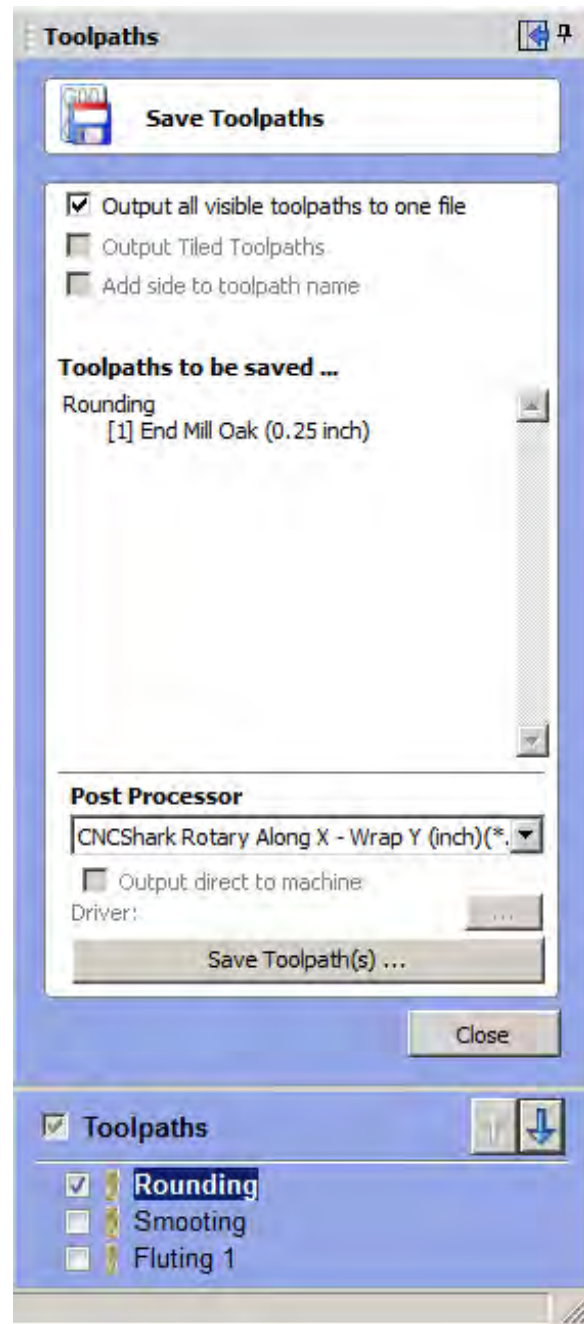 Toolpaths
Save Toolpaths
Output all visible toolpaths to one file
Output Tiled Toolpaths
Add side to toolpath name
Toolpaths to be saved ...
Rounding
[1] End Mill Oak (0.25 inch)
Post Processor
CNCShark Rotary Along X - Wrap Y (inch)(*.
Output direct to machine
Driver:
...
Save Toolpath(s) ...
Close
Toolpaths
Rounding
Smooting
Fluting 1